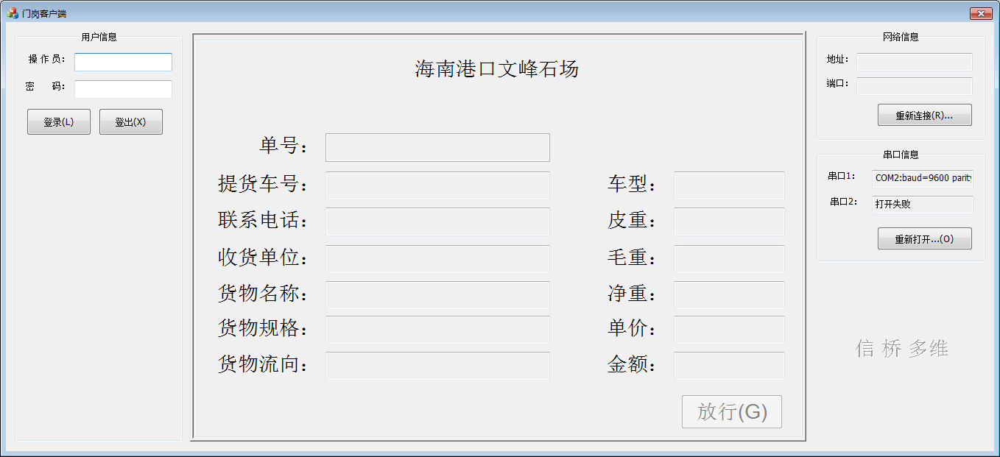 门岗客户端
用户信息
操 作 员：
密 码：
登录(L) 登出(X)
海南港口文峰石场
单号：
提货车号： 车型：
联系电话： 皮重：
收货单位： 毛重：
货物名称： 净重：
货物规格： 单价：
货物流向： 金额：
放行(G)
网络信息
地址：
端口：
重新连接(R)...
串口信息
串口1： COM2:baud=9600 parity
串口2： 打开失败
重新打开...(O)
信 桥 多维